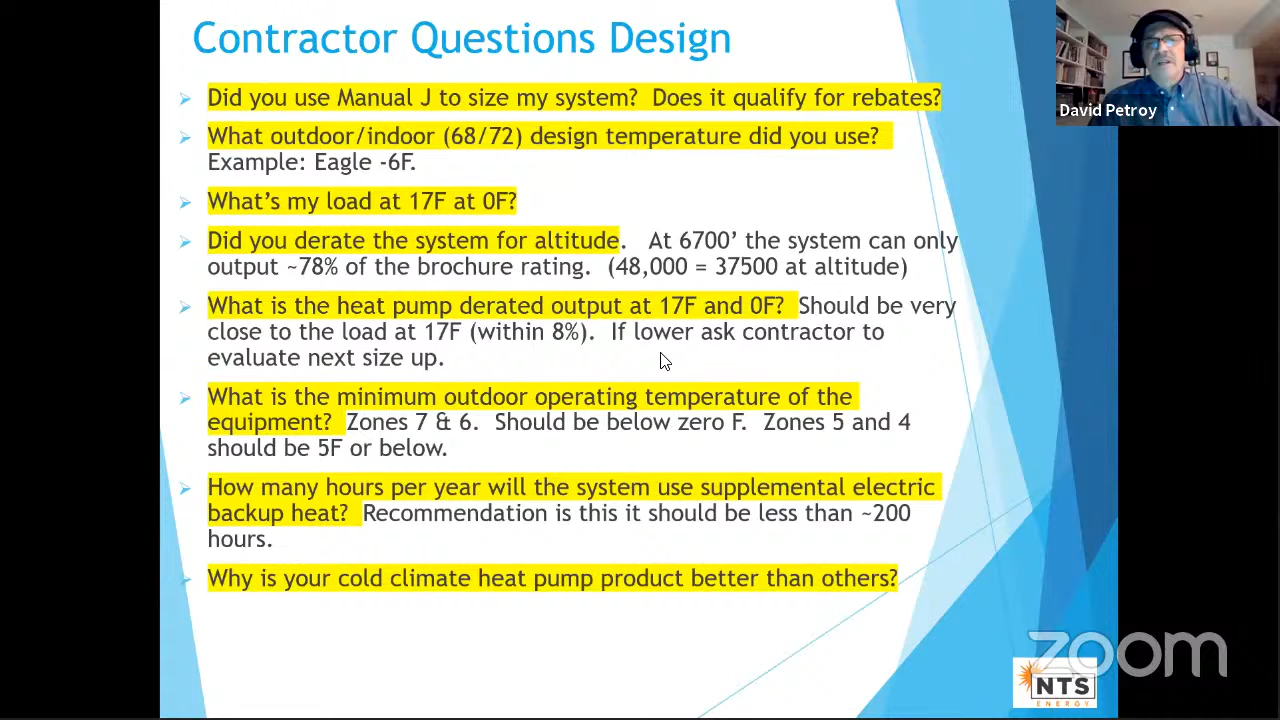 Contractor Questions Design
Did you use Manual J to size my system? Does it qualify for rebates?
What outdoor/indoor (68/72) design temperature did you use?
Example: Eagle -6F.
What's my load at 17F at 0F?
Did you derate the system for altitude. At 6700' the system can only
output ~78% of the brochure rating. (48,000 = 37500 at altitude)
What is the heat pump derated output at 17F and 0F? Should be very
close to the load at 17F (within 8%). If lower ask contractor to
evaluate next size up.
What is the minimum outdoor operating temperature of the
equipment? Zones 7 & 6. Should be below zero F. Zones 5 and 4
should be 5F or below.
How many hours per year will the system use supplemental electric
backup heat? Recommendation is this it should be less than ~200
hours.
Why is your cold climate heat pump product better than others?
David Petroy
zoom
NTS
ENERGY